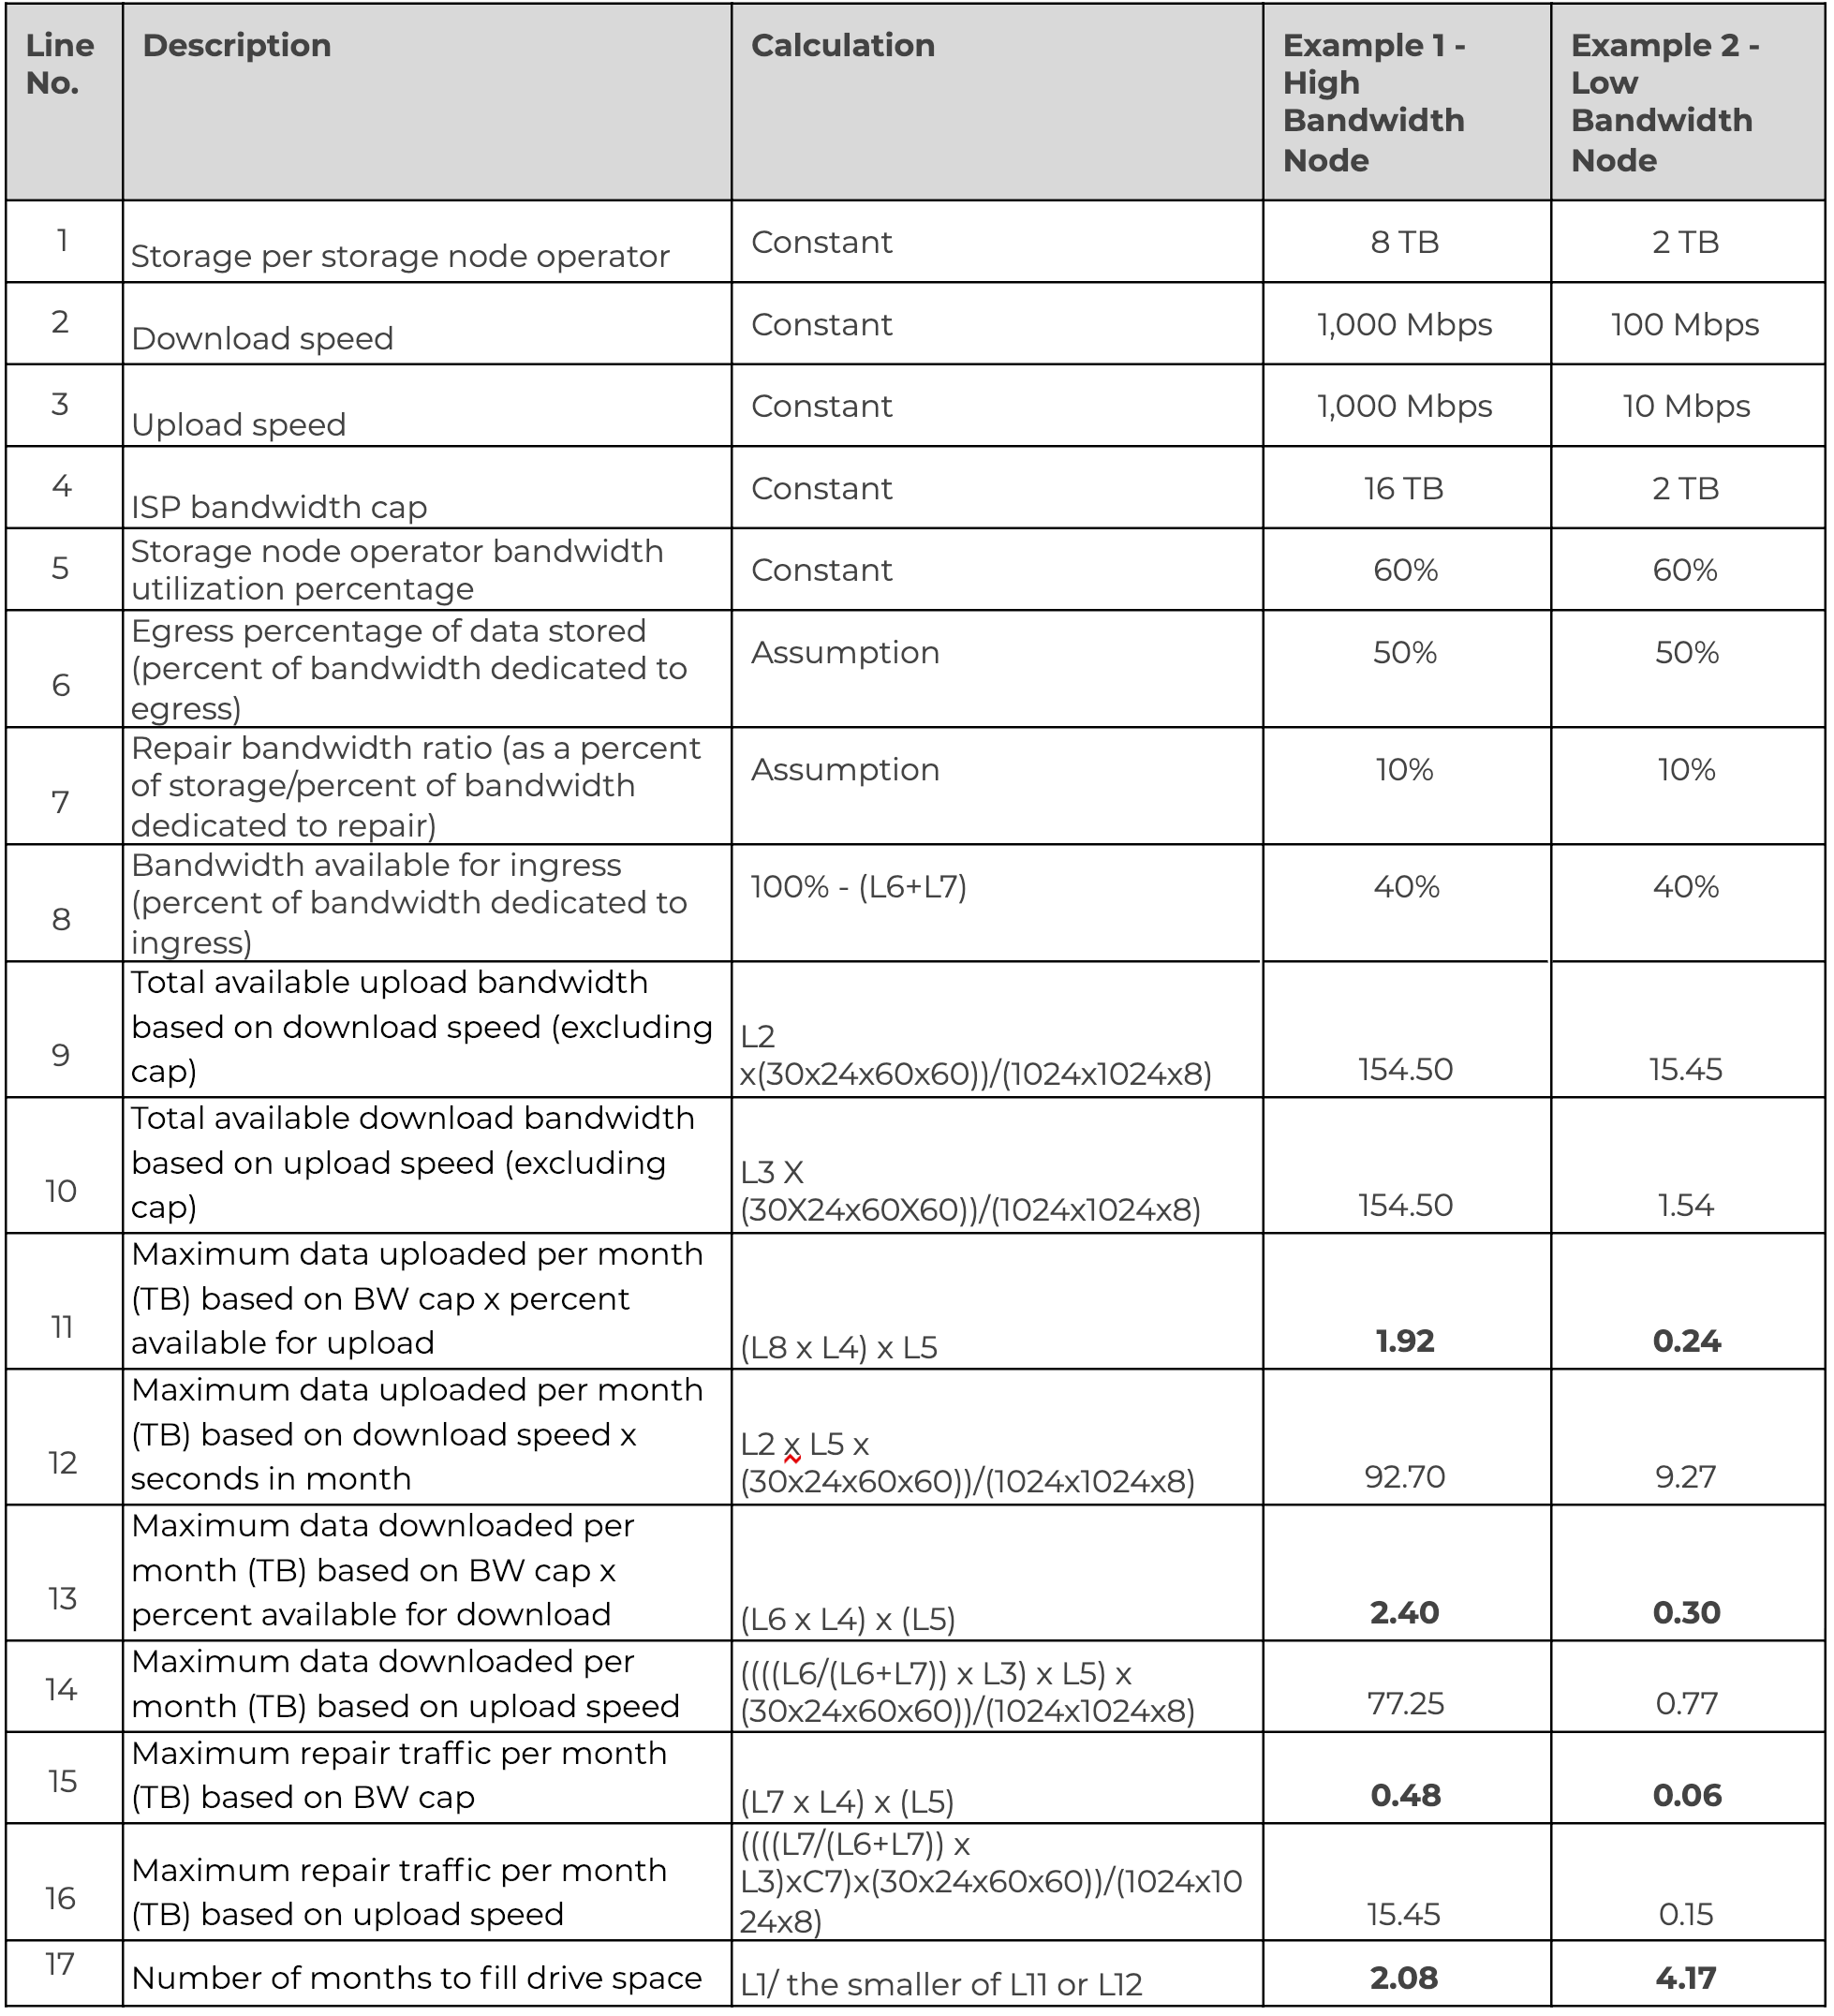 Line No.	Description	Calculation	Example 1 - High Bandwidth Node	Example 2 - Low Bandwidth Node
1	Storage per storage node operator	Constant	8 TB	2 TB
2	Download speed	Constant	1,000 Mbps	100 Mbps
3	Upload speed	Constant	1,000 Mbps	10 Mbps
4	ISP bandwidth cap	Constant	16 TB	2 TB
5	Storage node operator bandwidth utilization percentage	Constant	60%	60%
6	Egress percentage of data stored (percent of bandwidth dedicated to egress)	Assumption	50%	50%
7	Repair bandwidth ratio (as a percent of storage/percent of bandwidth dedicated to repair)	Assumption	10%	10%
8	Bandwidth available for ingress (percent of bandwidth dedicated to ingress)	100% - (L6+L7)	40%	40%
9	Total available upload bandwidth based on download speed (excluding cap)	L2 x(30x24x60x60))/(1024x1024x8)	154.50	15.45
10	Total available download bandwidth based on upload speed (excluding cap)	L3 X (30X24x60X60))/(1024x1024x8)	154.50	1.54
11	Maximum data uploaded per month (TB) based on BW cap x percent available for upload	(L8 x L4) x L5	1.92	0.24
12	Maximum data uploaded per month (TB) based on download speed x seconds in month	L2 x L5 x (30x24x60x60))/(1024x1024x8)	92.70	9.27
13	Maximum data downloaded per month (TB) based on BW cap x percent available for download	(L6 x L4) x (L5)	2.40	0.30
14	Maximum data downloaded per month (TB) based on upload speed	((((L6/(L6+L7)) x L3) x L5) x (30x24x60x60))/(1024x1024x8)	77.25	0.77
15	Maximum repair traffic per month (TB) based on BW cap	(L7 x L4) x (L5)	0.48	0.06
16	Maximum repair traffic per month (TB) based on upload speed	((((L7/(L6+L7)) x L3)xC7)x(30x24x60x60))/(1024x1024x8)	15.45	0.15
17	Number of months to fill drive space	L1/ the smaller of L11 or L12	2.08	4.17